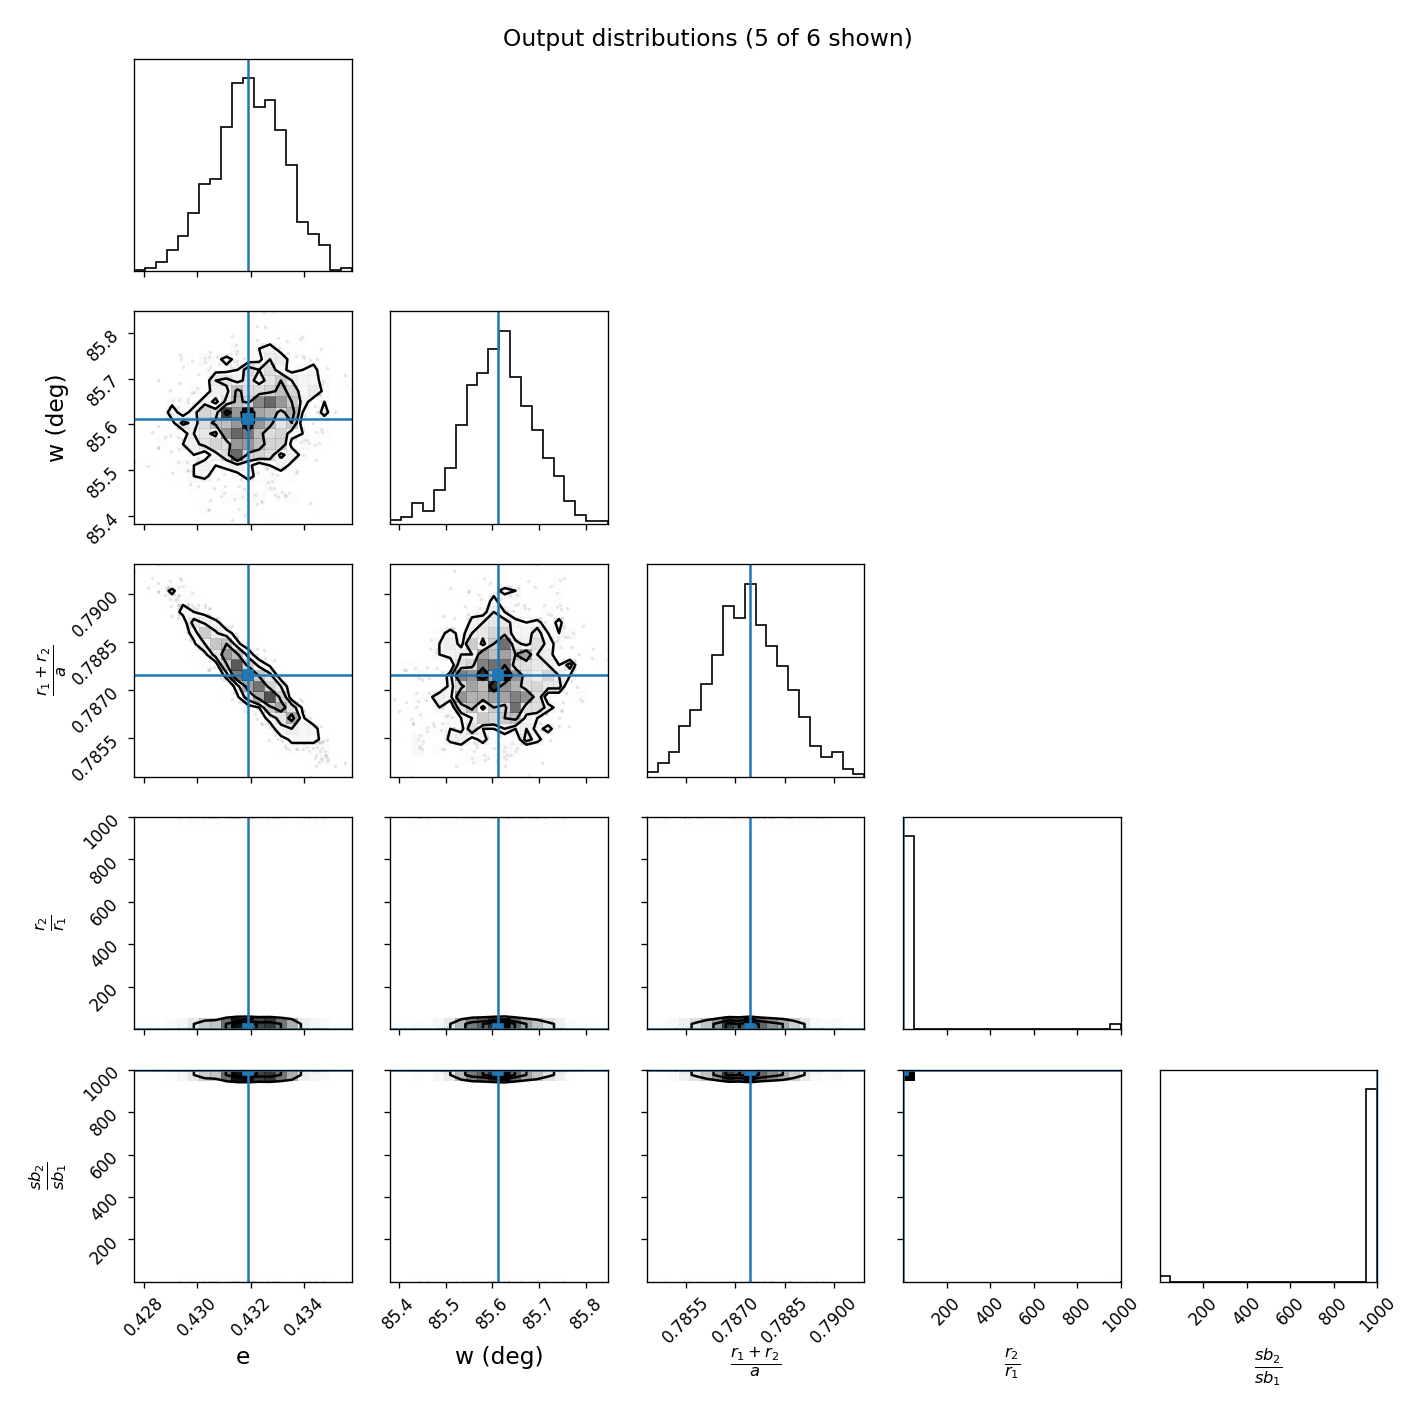 Output distributions (5 of 6 shown)
w (deg)
85.8
85.7
85.6
85.5
85.4
r₁ + r₂
a
0.7900
0.7885
0.7870
0.7855
r₂
r₁
1000
800
600
400
200
sb₂
sb₁
1000
800
600
400
200
0.428 0.430 0.432 0.434
85.4 85.5 85.6 85.7 85.8
0.7855 0.7870 0.7885 0.7900
200 400 600 800 1000
200 400 600 800 1000
e
w (deg)
r₁ + r₂
a
r₂
r₁
sb₂
sb₁